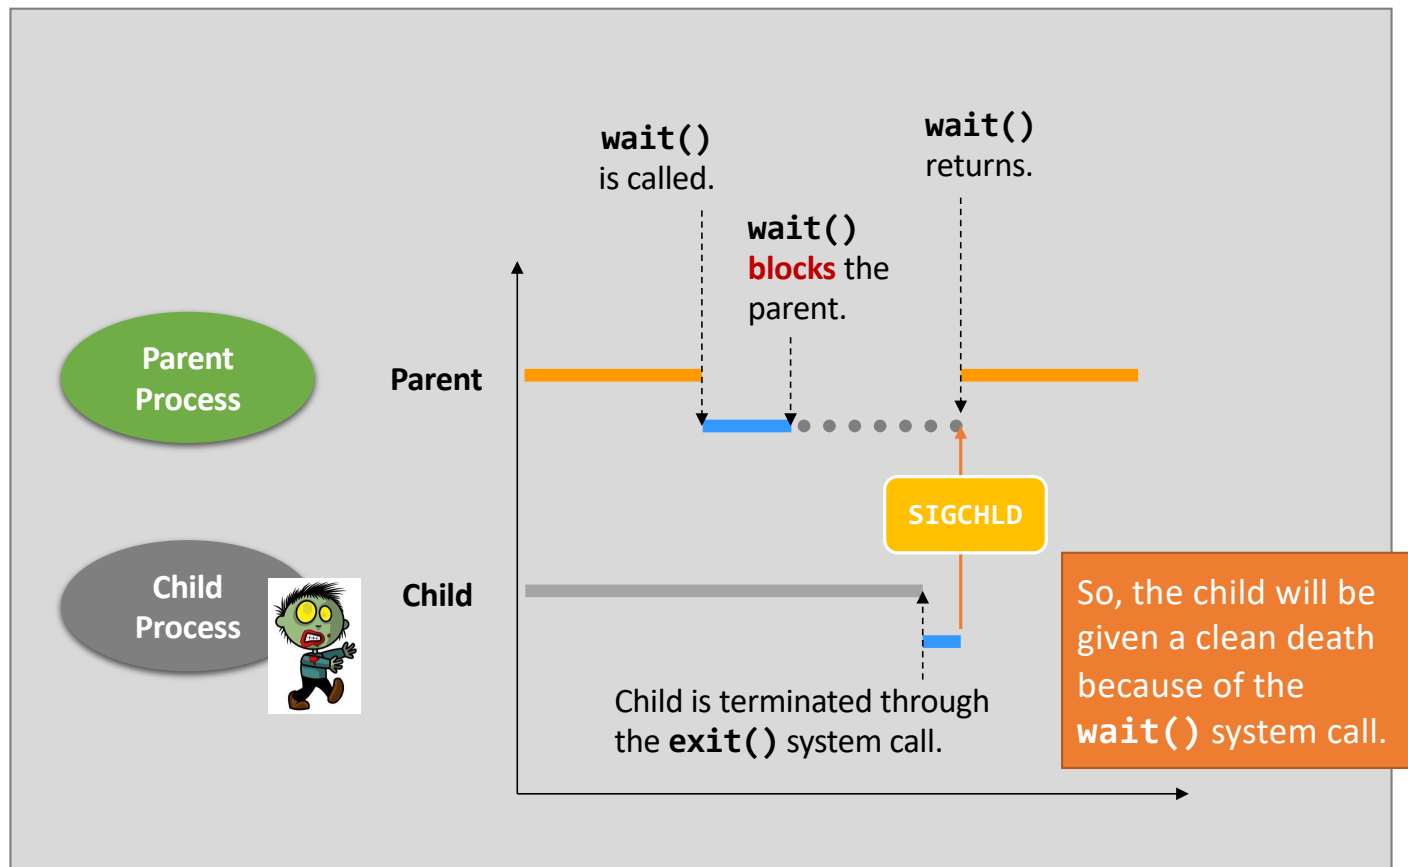 wait()
is called.
wait()
returns.
wait()
blocks the
parent.
Parent
Process
Parent
SIGCHLD
Child
Process
Child
So, the child will be
given a clean death
because of the
wait() system call.
Child is terminated through
the exit() system call.